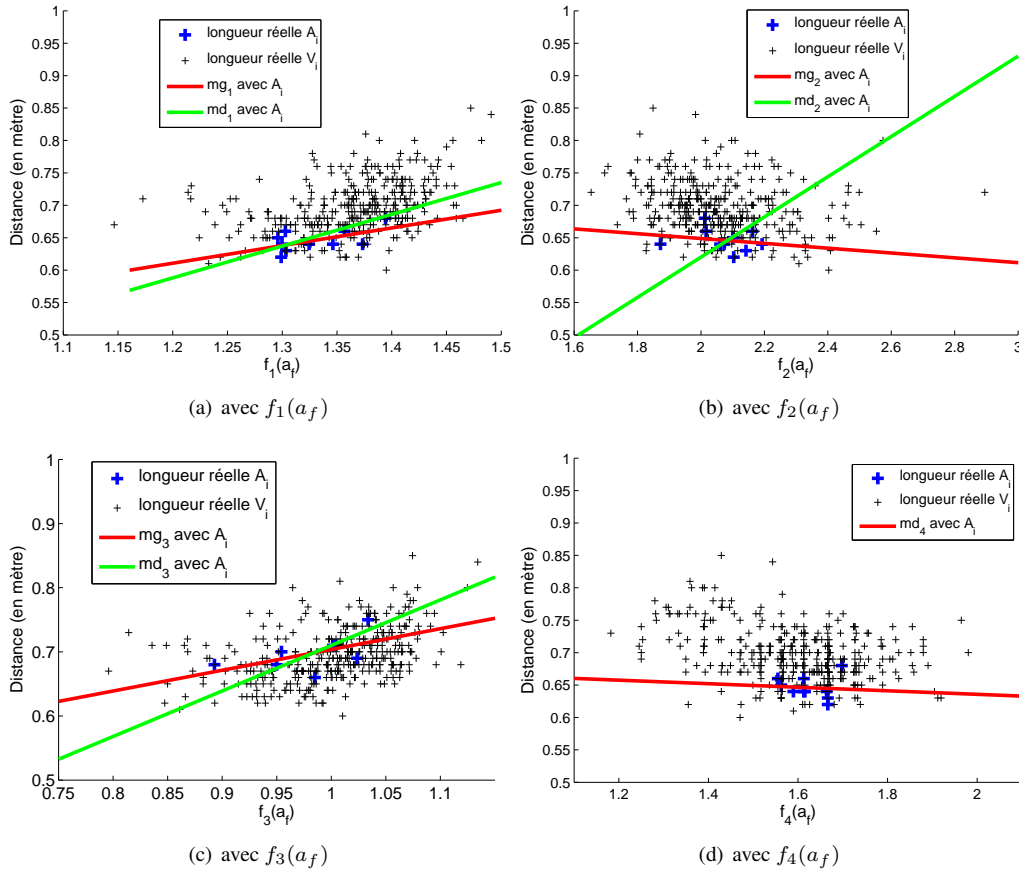 1
0.95
0.9
0.85
0.8
0.75
0.7
0.65
0.6
0.55
0.5
Distance (en mètre)
longueur réelle A_i
longueur réelle V_i
mg_1 avec A_i
md_1 avec A_i
1.1 1.2 1.25 1.3 1.35 1.4 1.45 1.5
f_1(a_f)
(a) avec f_1(a_f)
1
0.95
0.9
0.85
0.8
0.75
0.7
0.65
0.6
0.55
0.5
Distance (en mètre)
longueur réelle A_i
longueur réelle V_i
mg_2 avec A_i
md_2 avec A_i
1.6 1.8 2 2.2 2.4 2.6 2.8 3
f_2(a_f)
(b) avec f_2(a_f)
1
0.9
0.8
0.7
0.6
0.5
Distance (en mètre)
longueur réelle A_i
longueur réelle V_i
mg_3 avec A_i
md_3 avec A_i
0.75 0.8 0.85 0.9 0.95 1 1.05 1.1
f_3(a_f)
(c) avec f_3(a_f)
1
0.95
0.9
0.85
0.8
0.75
0.7
0.65
0.6
0.55
0.5
Distance (en mètre)
longueur réelle A_i
longueur réelle V_i
md_4 avec A_i
1.2 1.4 1.6 1.8 2
f_4(a_f)
(d) avec f_4(a_f)